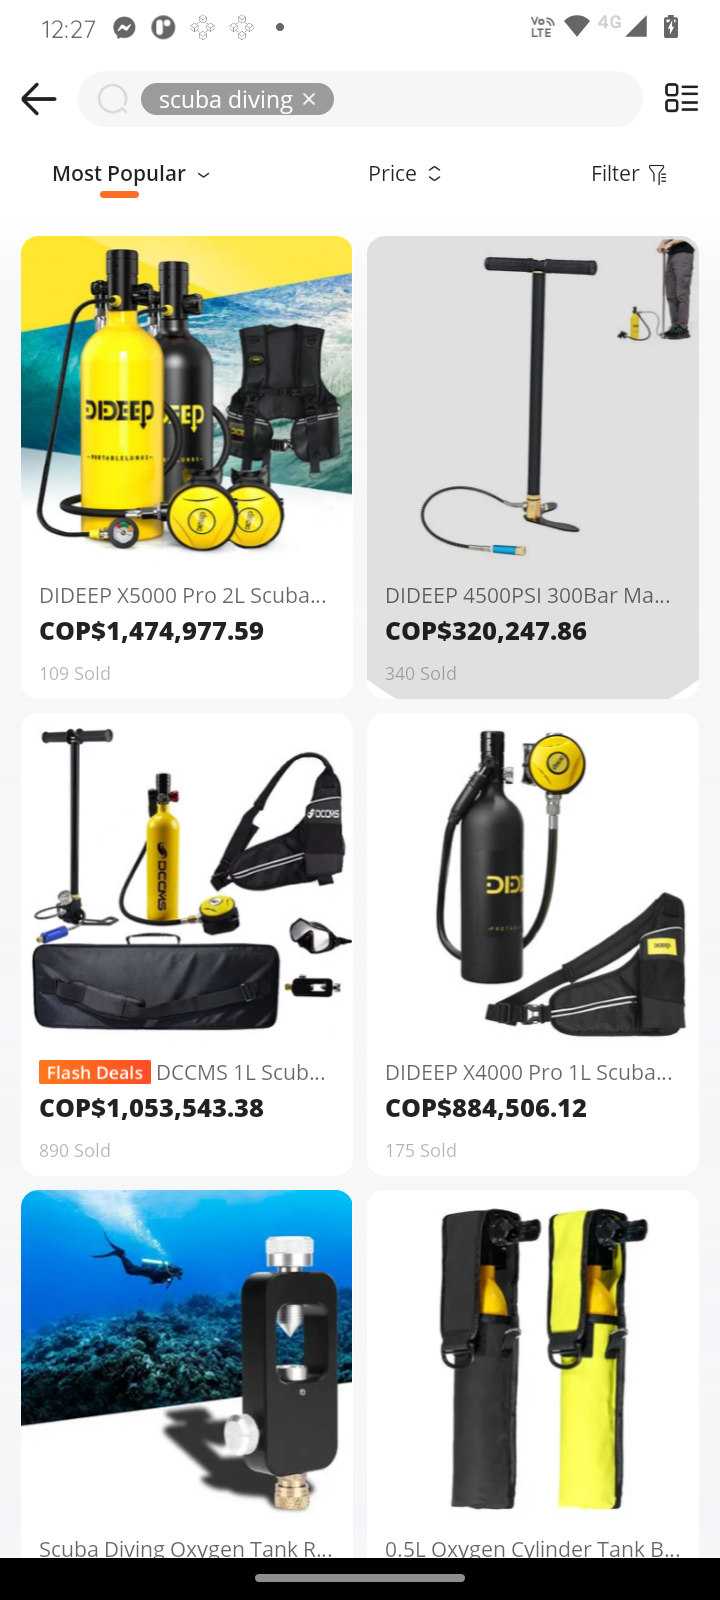 12:27
Vo
LTE
4G
scuba diving ×
Most Popular
Price
Filter
DIDEEP
- PORTABLE LUNGS -
DIDEEP X5000 Pro 2L Scuba...
COP$1,474,977.59
109 Sold
DIDEEP 4500PSI 300Bar Ma...
COP$320,247.86
340 Sold
DCCMS
DCCMS
Flash Deals DCCMS 1L Scub...
COP$1,053,543.38
890 Sold
DIDEEP X4000 Pro 1L Scuba...
COP$884,506.12
175 Sold
Scuba Diving Oxygen Tank R...
0.5L Oxygen Cylinder Tank B...